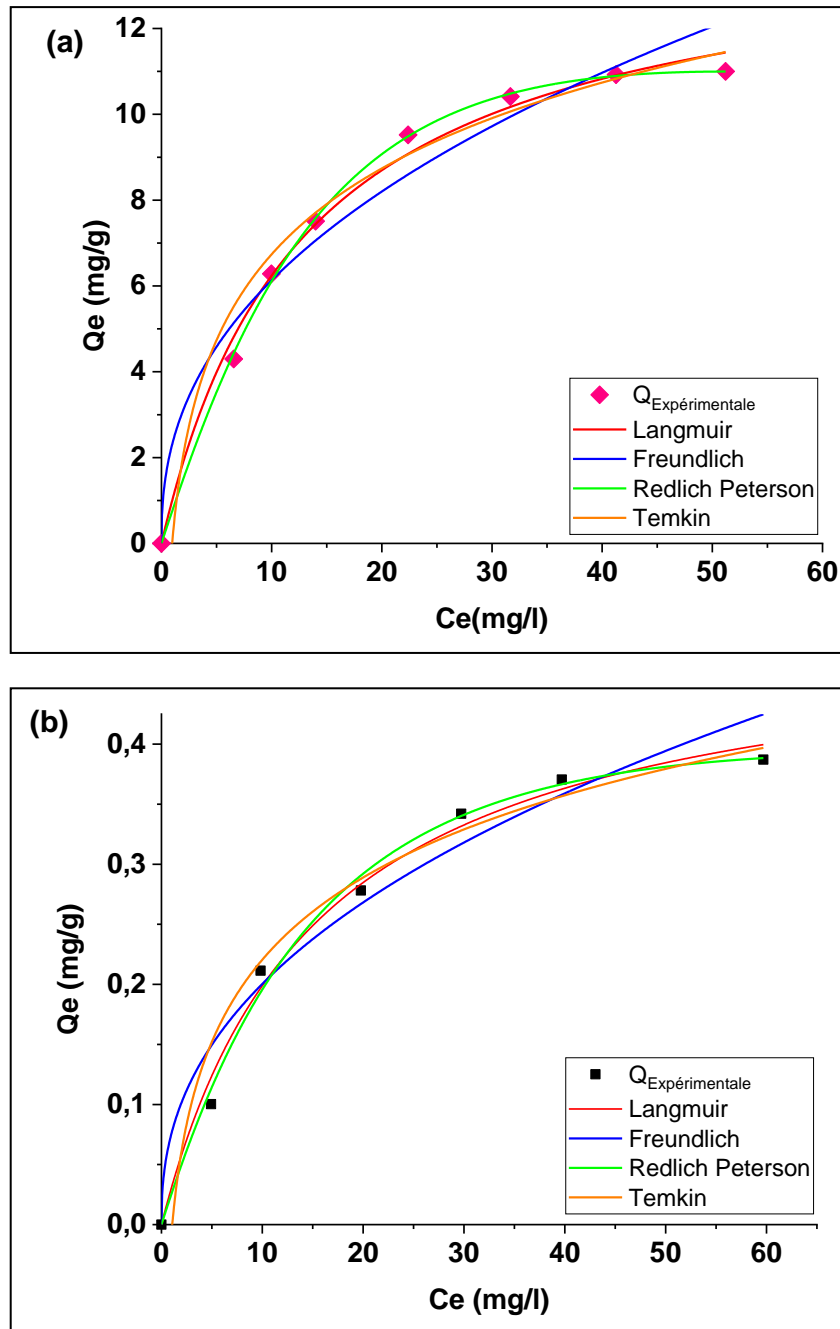 (a)
12
10
8
6
4
2
0
Qe (mg/g)
0 10 20 30 40 50 60
Ce(mg/l)
QExpérimentale
Langmuir
Freundlich
Redlich Peterson
Temkin
(b)
0,4
0,3
0,2
0,1
0,0
Qe (mg/g)
0 10 20 30 40 50 60
Ce (mg/l)
QExpérimentale
Langmuir
Freundlich
Redlich Peterson
Temkin